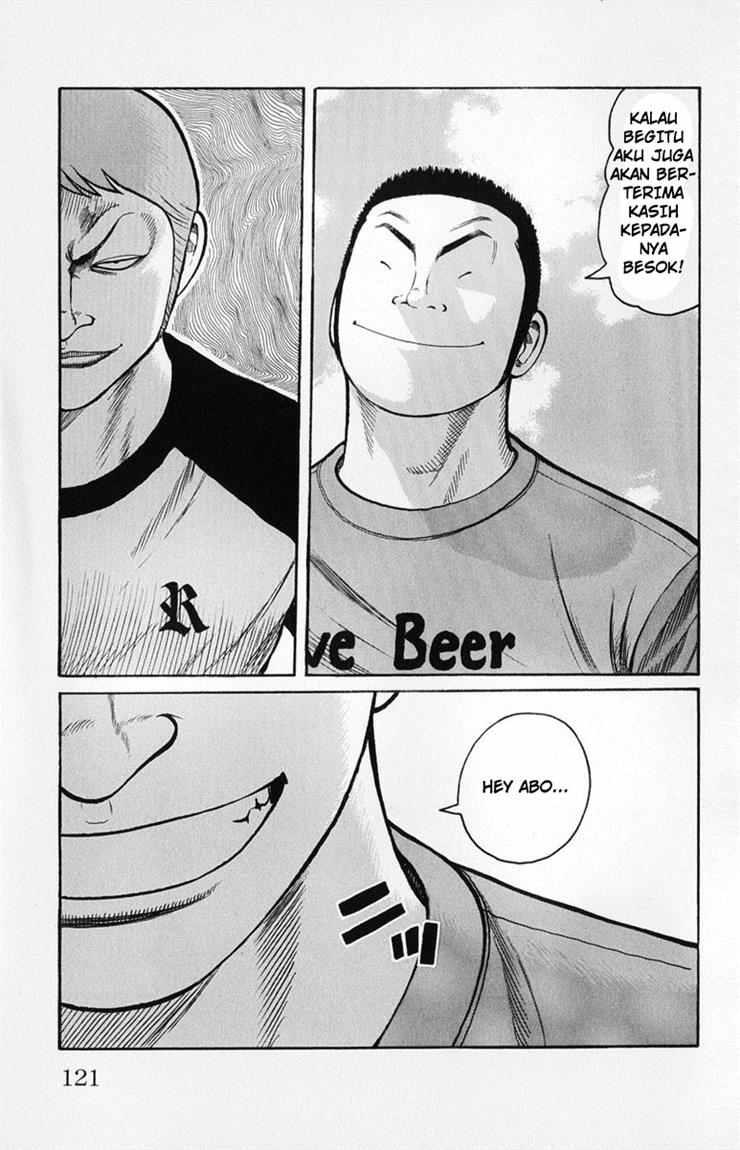 KALAU
BEGITU
AKU JUGA
AKAN BER-
TERIMA
KASIH
KEPADA-
NYA
BESOK!
R
ve Beer
HEY ABO...
ニッ
121